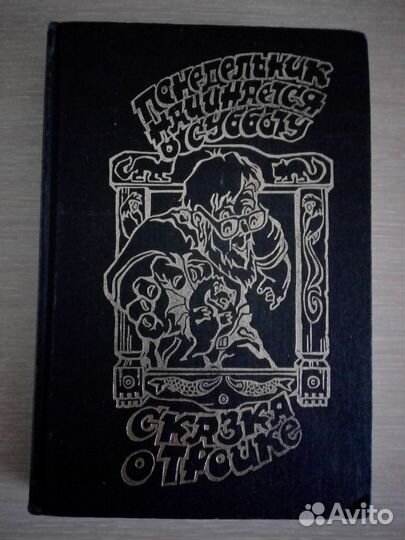 ПОНЕДЕЛЬНИК
НАЧИНАЕТСЯ
В СУББОТУ
СКАЗКА
О ТРОЙКЕ
Avito